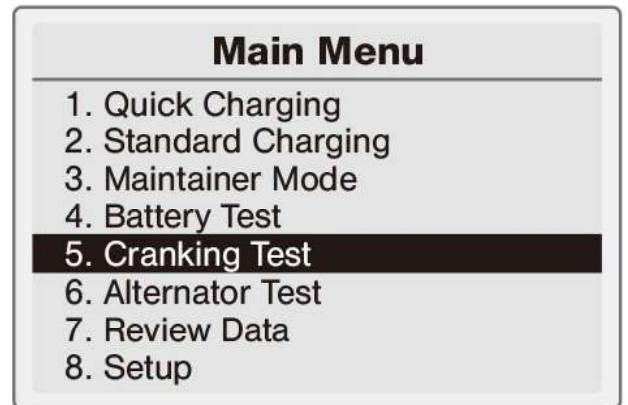 Main Menu
1. Quick Charging
2. Standard Charging
3. Maintainer Mode
4. Battery Test
5. Cranking Test
6. Alternator Test
7. Review Data
8. Setup